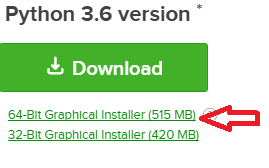 Python 3.6 version *
Download
64-Bit Graphical Installer (515 MB)
32-Bit Graphical Installer (420 MB)